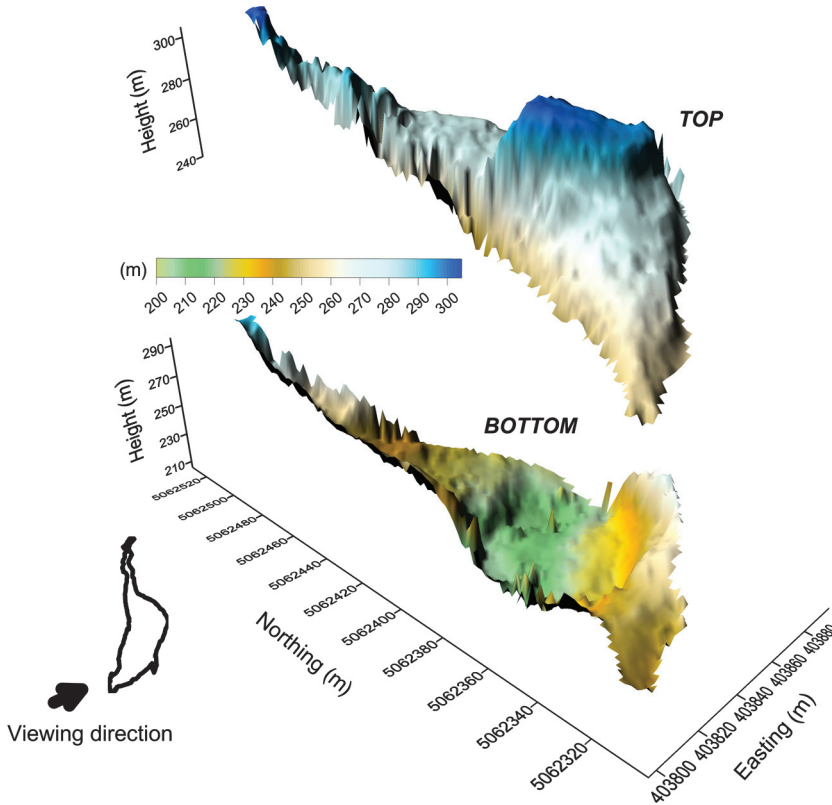 TOP
Height (m)
300
280
260
240
(m)
200 210 220 230 240 250 260 270 280 290 300
BOTTOM
Height (m)
290
270
250
230
210
5062520
5062500
5062480
5062460
5062440
5062420
5062400
5062380
5062360
5062340
5062320
Northing (m)
403800
403820
403840
403860
403880
Easting (m)
Viewing direction